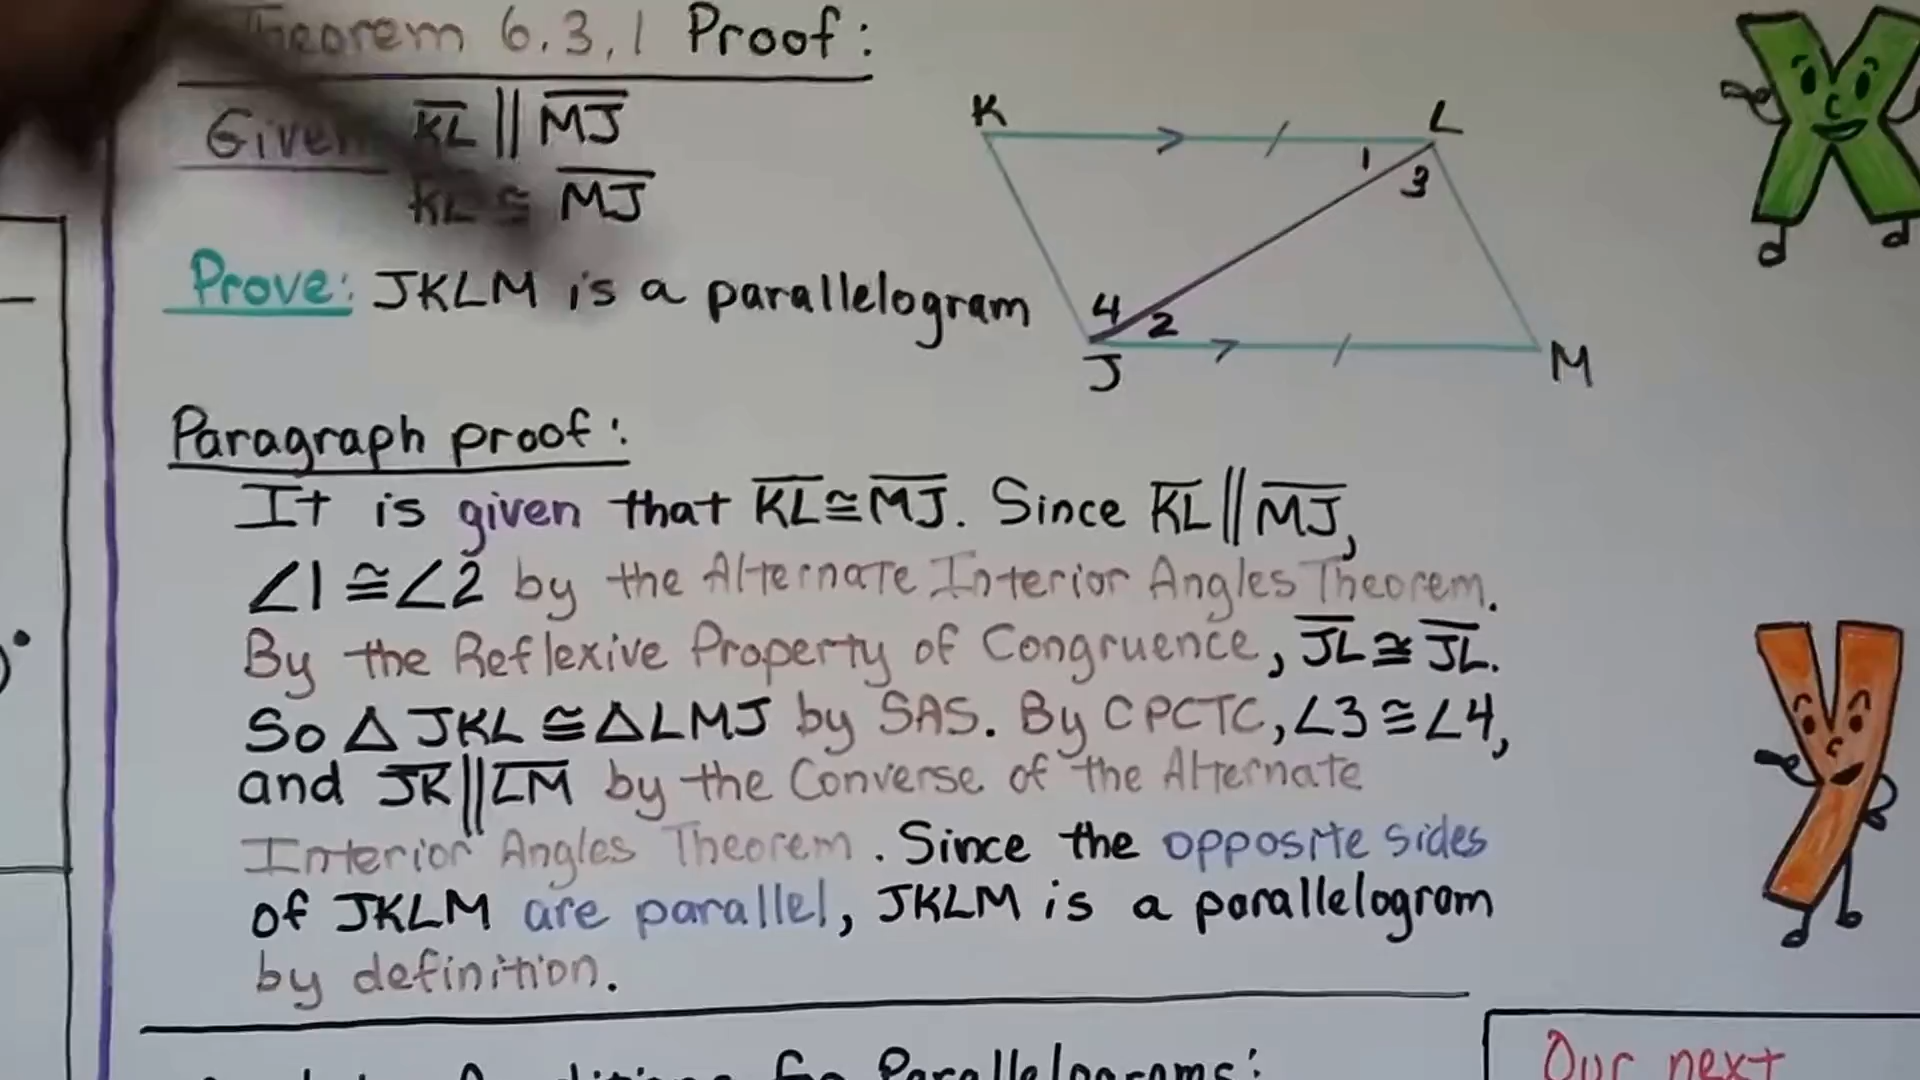 Theorem 6.3.1 Proof:
Given KL || MJ
KL ≅ MJ
Prove: JKLM is a parallelogram
K
L
1
3
4
2
J
M
Paragraph proof:
It is given that KL ≅ MJ. Since KL || MJ,
∠1 ≅ ∠2 by the Alternate Interior Angles Theorem.
By the Reflexive Property of Congruence, JL ≅ JL.
So △JKL ≅ △LMJ by SAS. By CPCTC, ∠3 ≅ ∠4,
and JK || LM by the Converse of the Alternate
Interior Angles Theorem. Since the opposite sides
of JKLM are parallel, JKLM is a parallelogram
by definition.
Parallelograms:
Our next